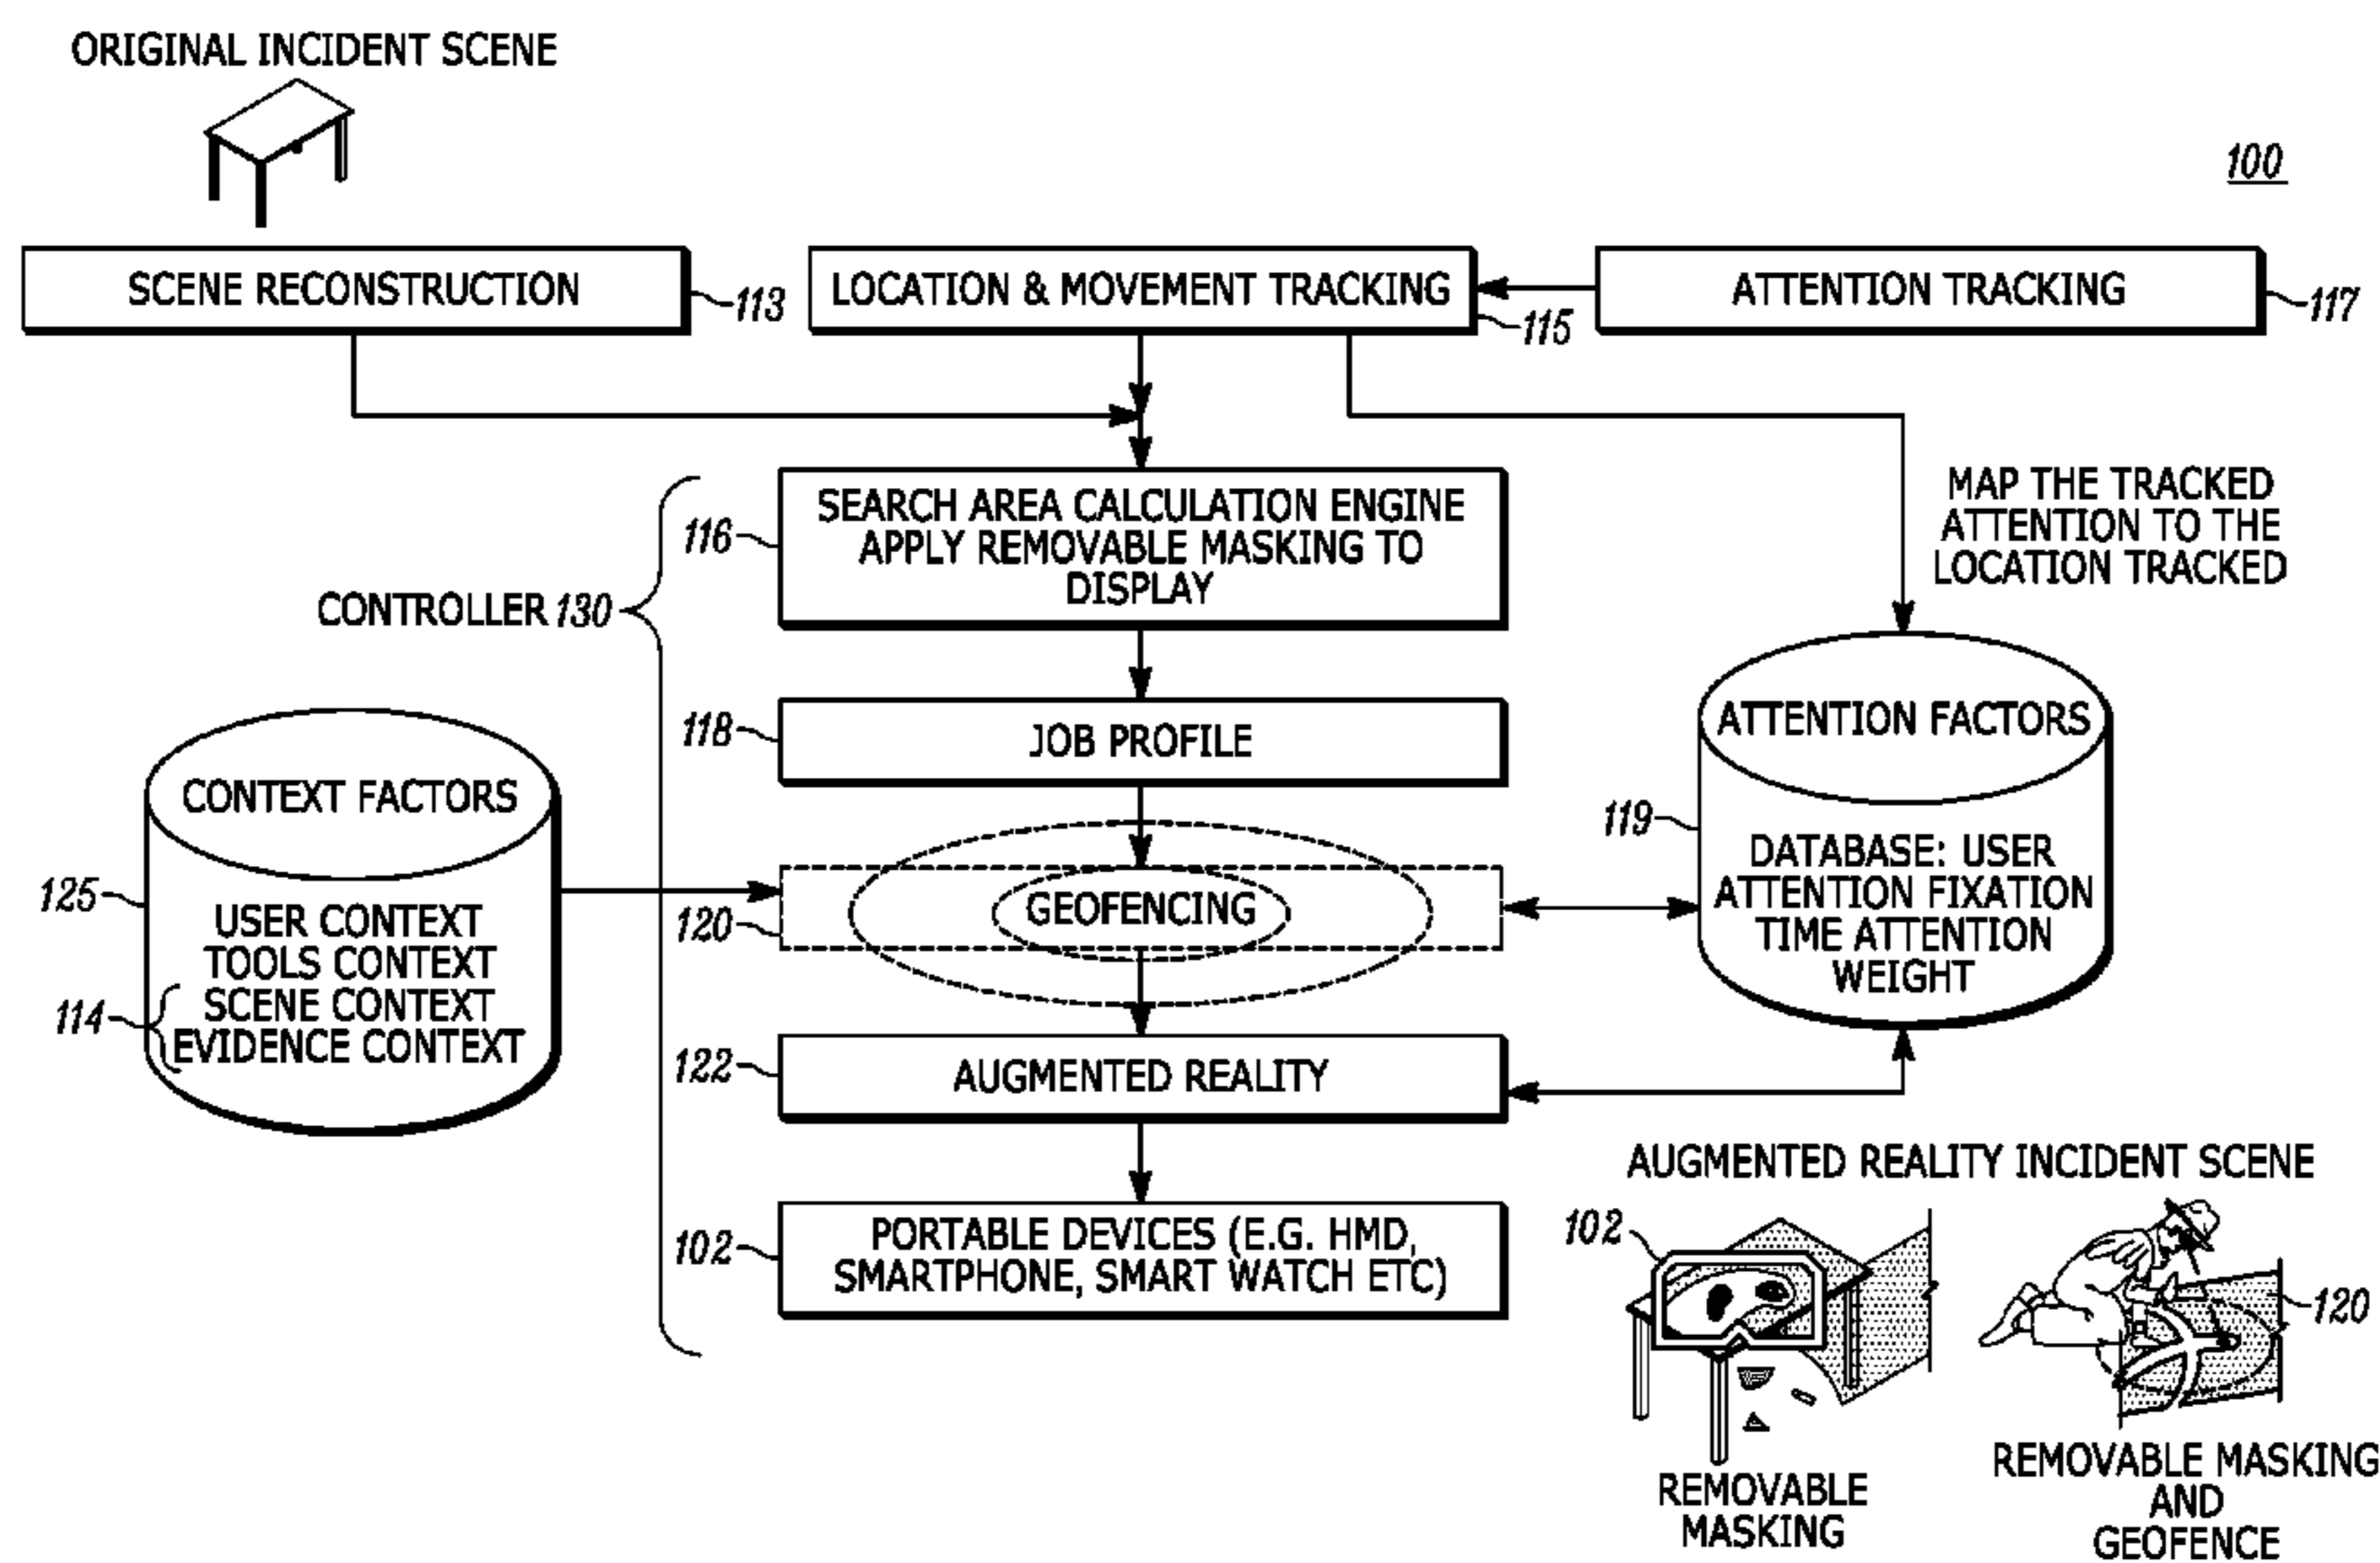 ORIGINAL INCIDENT SCENE
100
SCENE RECONSTRUCTION
113
LOCATION & MOVEMENT TRACKING
115
ATTENTION TRACKING
117
MAP THE TRACKED
ATTENTION TO THE
LOCATION TRACKED
CONTROLLER 130
116
SEARCH AREA CALCULATION ENGINE
APPLY REMOVABLE MASKING TO
DISPLAY
118
JOB PROFILE
CONTEXT FACTORS
125
USER CONTEXT
TOOLS CONTEXT
114
SCENE CONTEXT
EVIDENCE CONTEXT
120
GEOFENCING
ATTENTION FACTORS
119
DATABASE: USER
ATTENTION FIXATION
TIME ATTENTION
WEIGHT
122
AUGMENTED REALITY
102
PORTABLE DEVICES (E.G. HMD,
SMARTPHONE, SMART WATCH ETC)
AUGMENTED REALITY INCIDENT SCENE
102
120
REMOVABLE
MASKING
REMOVABLE MASKING
AND
GEOFENCE